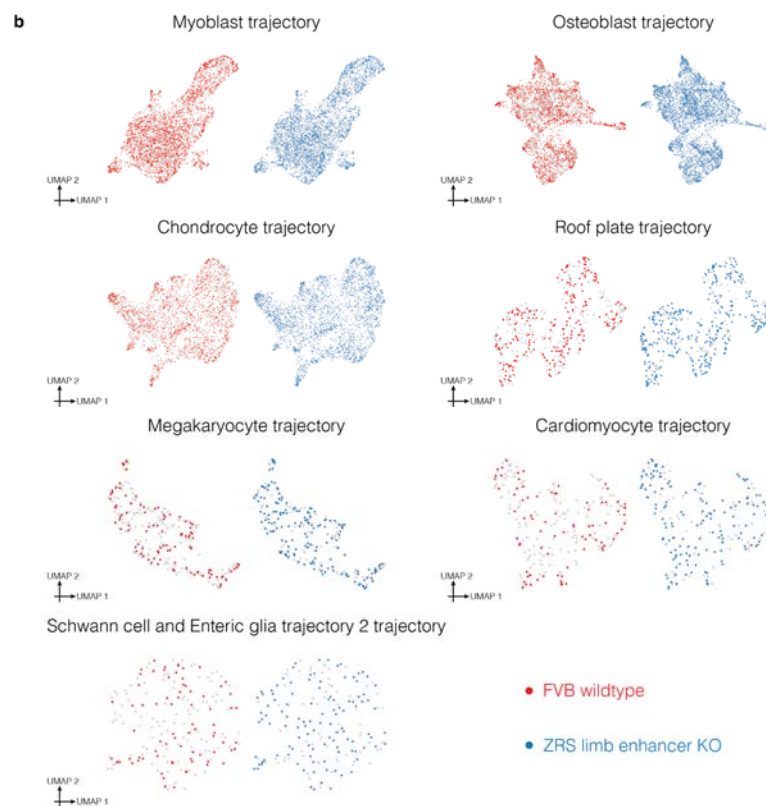 b
Myoblast trajectory
Osteoblast trajectory
UMAP 2
UMAP 1
UMAP 2
UMAP 1
Chondrocyte trajectory
Roof plate trajectory
UMAP 2
UMAP 1
UMAP 2
UMAP 1
Megakaryocyte trajectory
Cardiomyocyte trajectory
UMAP 2
UMAP 1
UMAP 2
UMAP 1
Schwann cell and Enteric glia trajectory 2 trajectory
FVB wildtype
ZRS limb enhancer KO
UMAP 2
UMAP 1